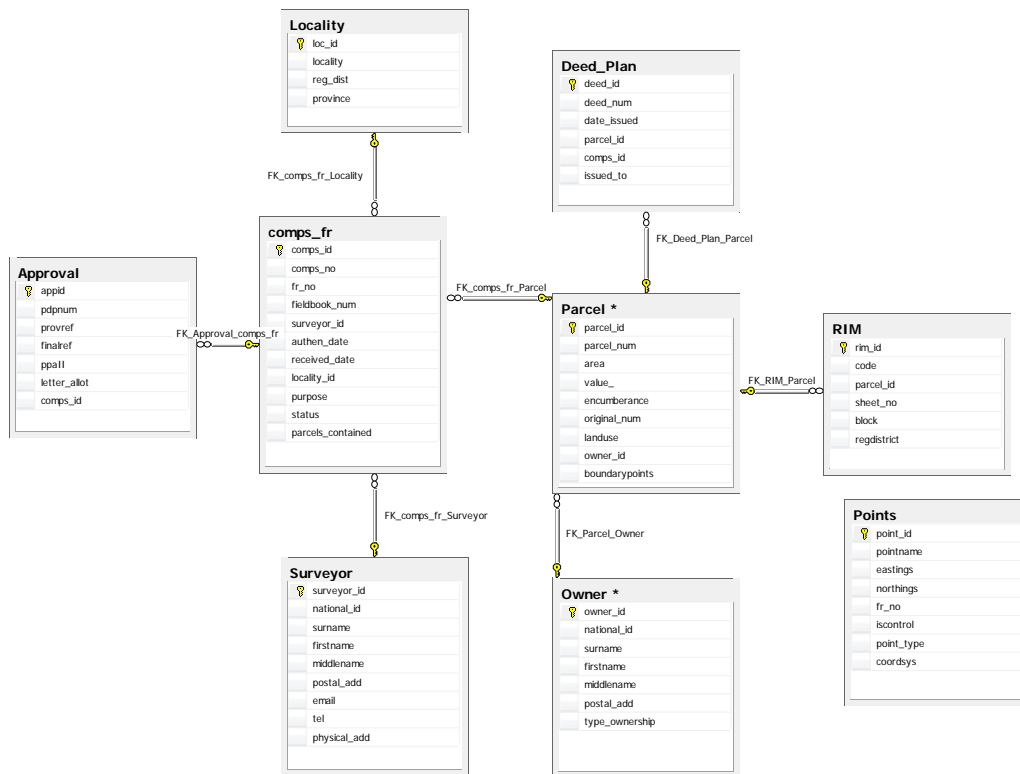 Locality
loc_id
locality
reg_dist
province
FK_comps_fr_Locality
Deed_Plan
deed_id
deed_num
date_issued
parcel_id
comps_id
issued_to
FK_Deed_Plan_Parcel
comps_fr
comps_id
comps_no
fr_no
fieldbook_num
surveyor_id
authen_date
received_date
locality_id
purpose
status
parcels_contained
Approval
appid
pdpnum
provref
finalref
ppa11
letter_allot
comps_id
FK_Approval_comps_fr
FK_comps_fr_Parcel
Parcel *
parcel_id
parcel_num
area
value_
encumberance
original_num
landuse
owner_id
boundarypoints
FK_RIM_Parcel
RIM
rim_id
code
parcel_id
sheet_no
block
regdistrict
FK_comps_fr_Surveyor
FK_Parcel_Owner
Surveyor
surveyor_id
national_id
surname
firstname
middlename
postal_add
email
tel
physical_add
Owner *
owner_id
national_id
surname
firstname
middlename
postal_add
type_ownership
Points
point_id
pointname
eastings
northings
fr_no
iscontrol
point_type
coordsys